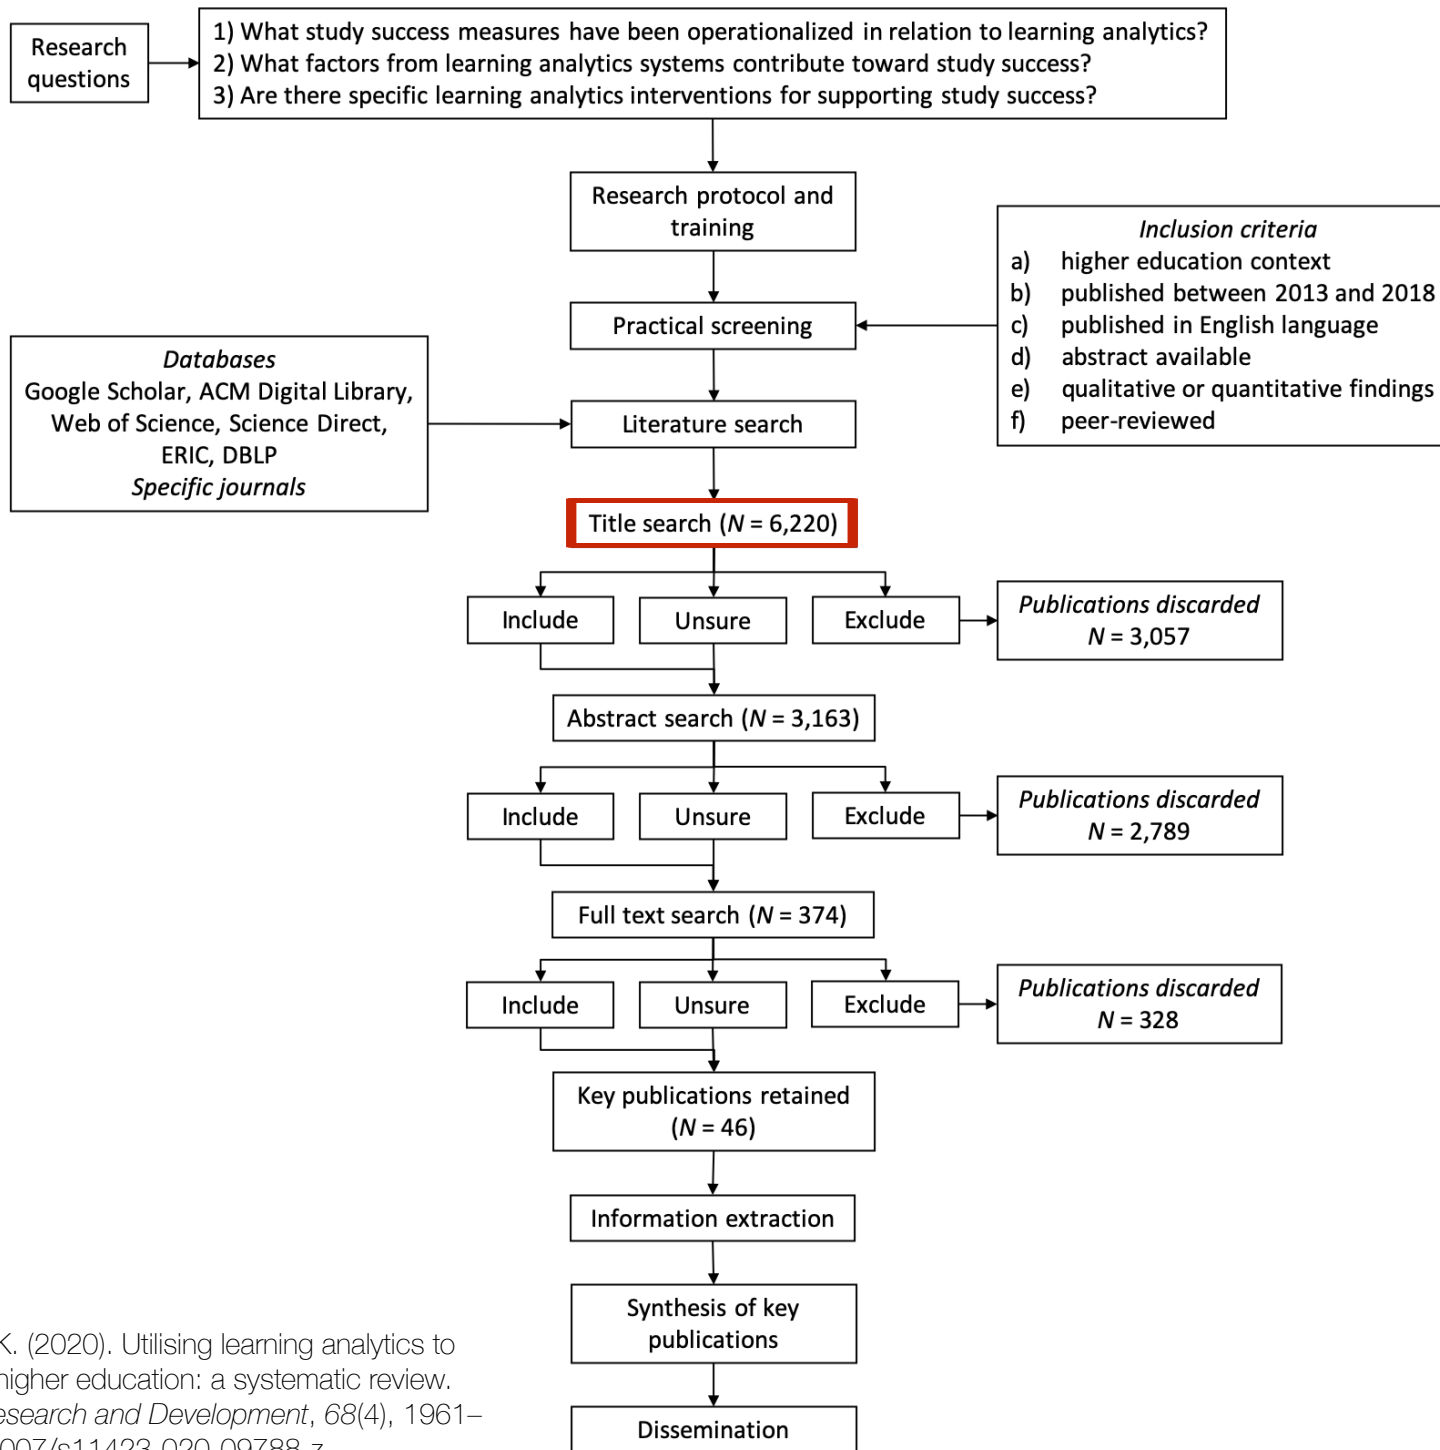 Research
questions
1) What study success measures have been operationalized in relation to learning analytics?
2) What factors from learning analytics systems contribute toward study success?
3) Are there specific learning analytics interventions for supporting study success?
Research protocol and
training
Inclusion criteria
a) higher education context
b) published between 2013 and 2018
c) published in English language
d) abstract available
e) qualitative or quantitative findings
f) peer-reviewed
Practical screening
Databases
Google Scholar, ACM Digital Library,
Web of Science, Science Direct,
ERIC, DBLP
Specific journals
Literature search
Title search (N = 6,220)
Include
Unsure
Exclude
Publications discarded
N = 3,057
Abstract search (N = 3,163)
Include
Unsure
Exclude
Publications discarded
N = 2,789
Full text search (N = 374)
Include
Unsure
Exclude
Publications discarded
N = 328
Key publications retained
(N = 46)
Information extraction
Synthesis of key
publications
Dissemination
K. (2020). Utilising learning analytics to
higher education: a systematic review.
esearch and Development, 68(4), 1961–
007/s11423-020-09788-z